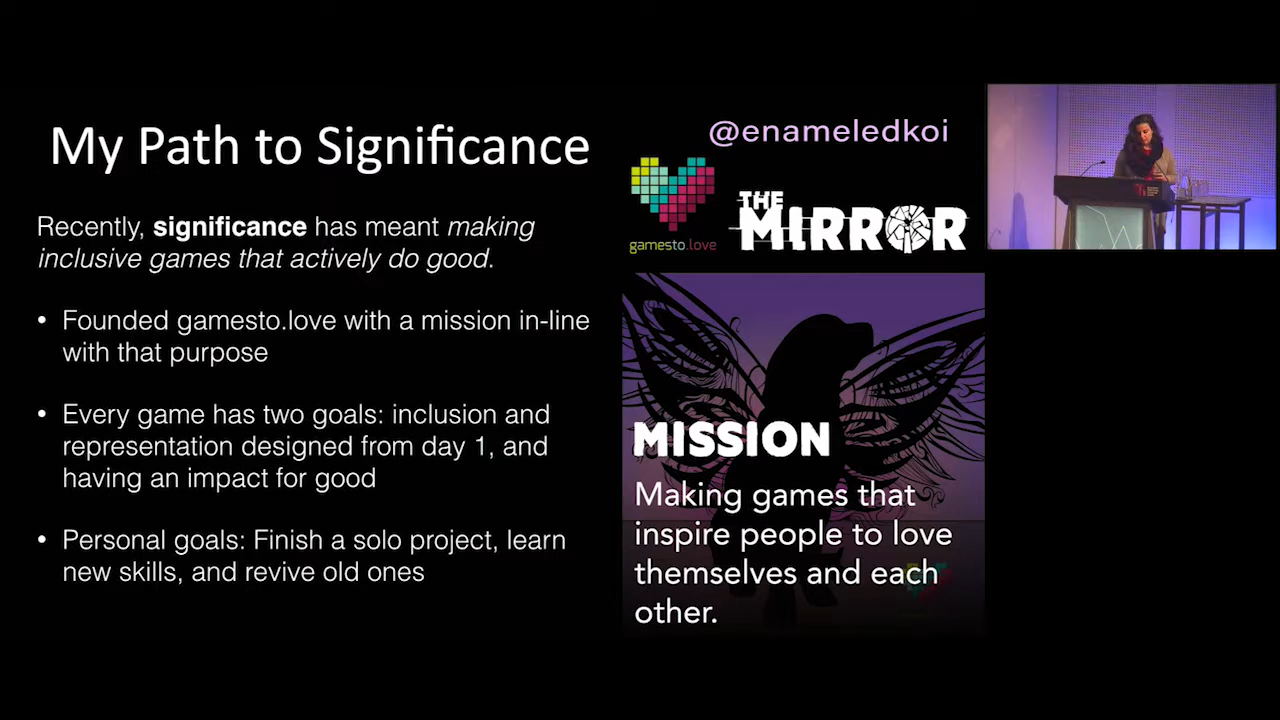 My Path to Significance
Recently, significance has meant making
inclusive games that actively do good.
• Founded gamesto.love with a mission in-line
with that purpose
• Every game has two goals: inclusion and
representation designed from day 1, and
having an impact for good
• Personal goals: Finish a solo project, learn
new skills, and revive old ones
@enameledkoi
gamesto.love
THE
MIRROR
MISSION
Making games that
inspire people to love
themselves and each
other.